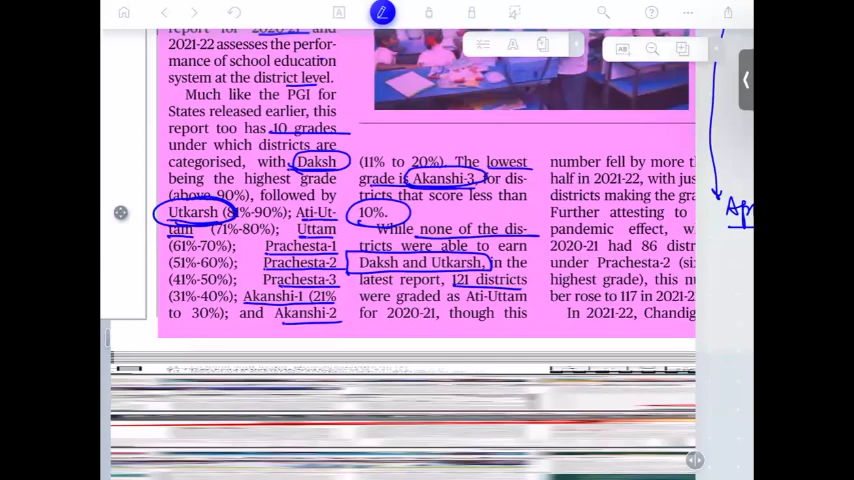 report for 2020-21 and
2021-22 assesses the perfor-
mance of school education
system at the district level.
Much like the PGI for
States released earlier, this
report too has 10 grades
under which districts are
categorised, with Daksh
being the highest grade
(above 90%), followed by
Utkarsh (81%-90%); Ati-Ut-
tam (71%-80%); Uttam
(61%-70%); Prachesta-1
(51%-60%); Prachesta-2
(41%-50%); Prachesta-3
(31%-40%); Akanshi-1 (21%
to 30%); and Akanshi-2
(11% to 20%). The lowest
grade is Akanshi-3, for dis-
tricts that score less than
10%.
While none of the dis-
tricts were able to earn
Daksh and Utkarsh, in the
latest report, 121 districts
were graded as Ati-Uttam
for 2020-21, though this
number fell by more
half in 2021-22, with jus
districts making the gra
Further attesting to
pandemic effect, w
2020-21 had 86 distr
under Prachesta-2 (si
highest grade), this nu
ber rose to 117 in 2021-2
In 2021-22, Chandig